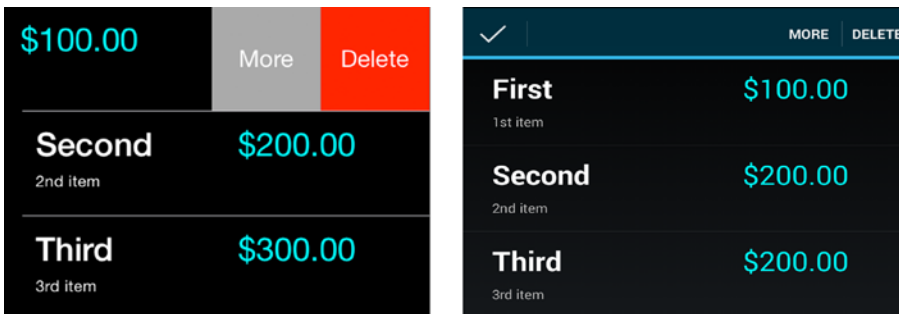 $100.00 More Delete
Second $200.00
2nd item
Third $300.00
3rd item
MORE DELETE
First $100.00
1st item
Second $200.00
2nd item
Third $200.00
3rd item